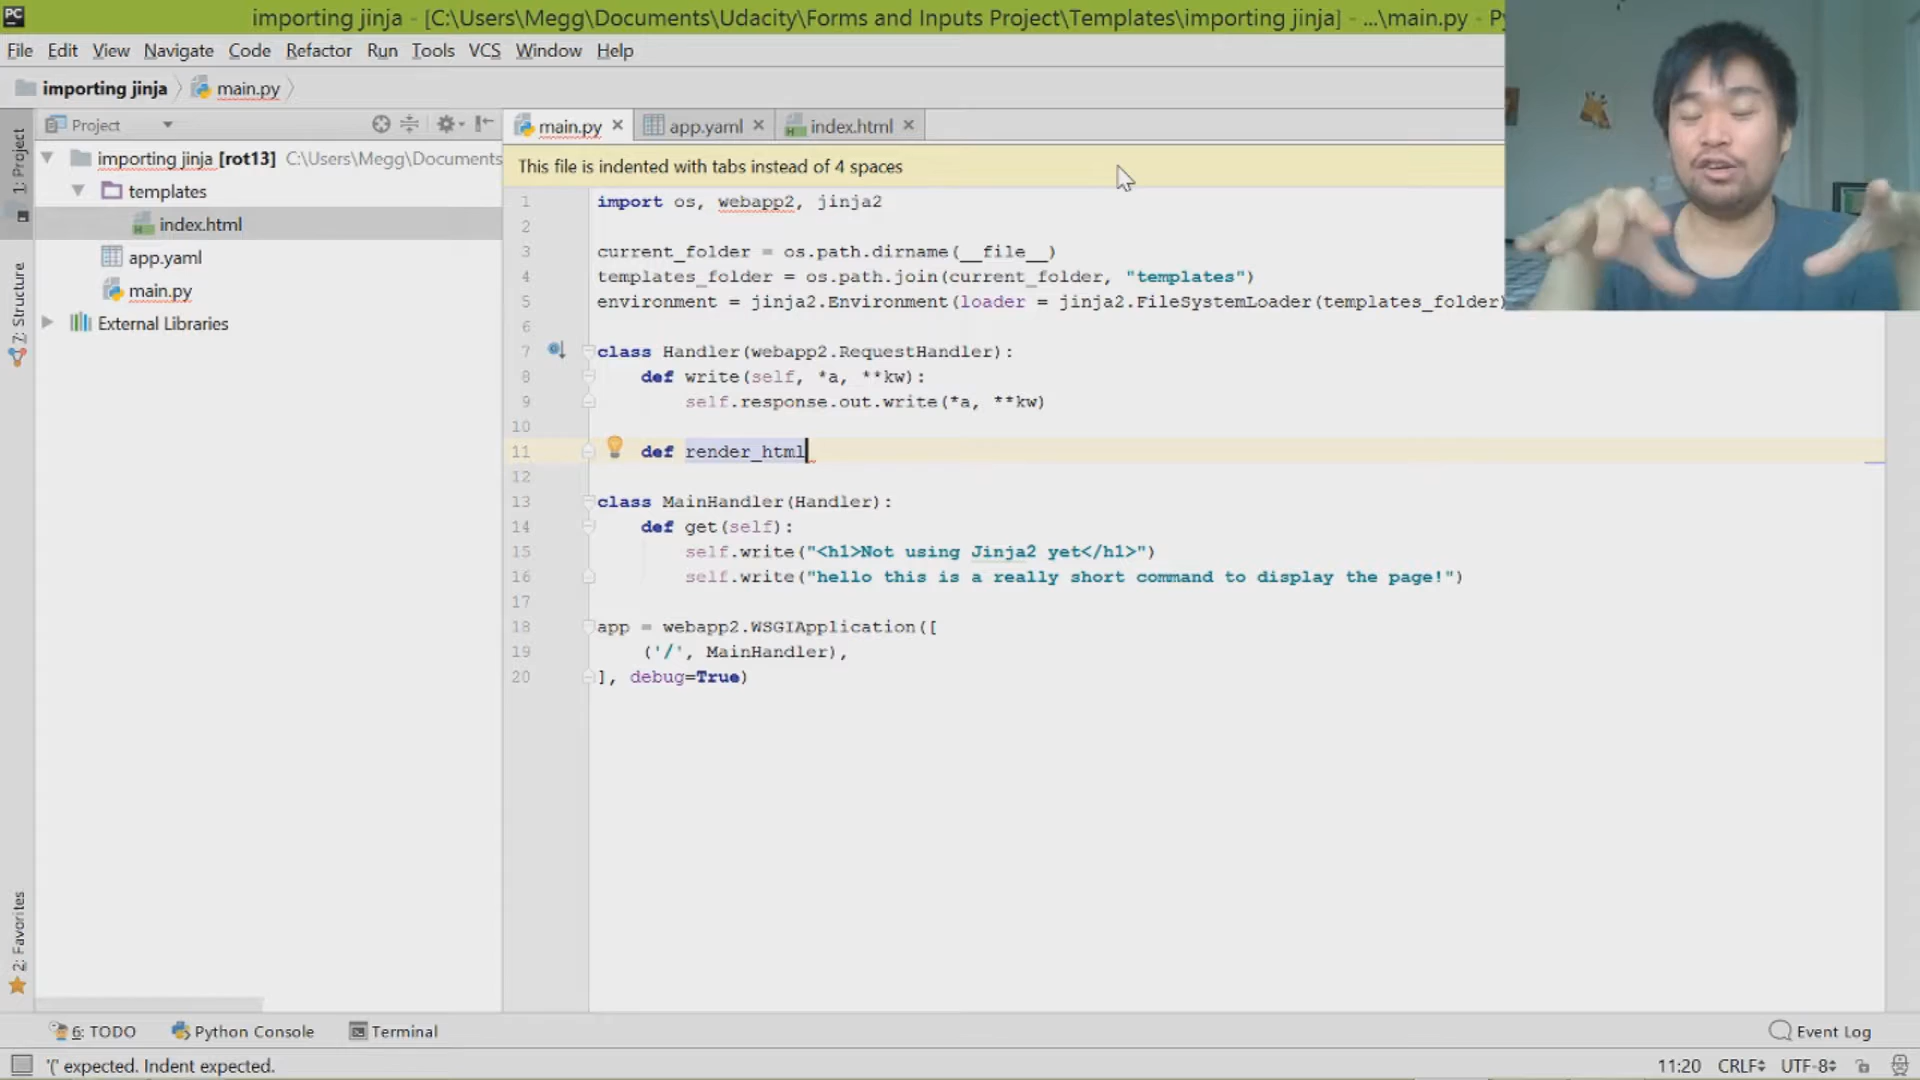 PC importing jinja - [C:\Users\Megg\Documents\Udacity\Forms and Inputs Project\Templates\importing jinja] - ...\main.py - Py
File Edit View Navigate Code Refactor Run Tools VCS Window Help
importing jinja main.py
Project
main.py app.yaml index.html
1: Project
7: Structure
2: Favorites
importing jinja [rot13] C:\Users\Megg\Documents
templates
index.html
app.yaml
main.py
External Libraries
This file is indented with tabs instead of 4 spaces
1 import os, webapp2, jinja2
2
3 current_folder = os.path.dirname(__file__)
4 templates_folder = os.path.join(current_folder, "templates")
5 environment = jinja2.Environment(loader = jinja2.FileSystemLoader(templates_folder)
6
7 class Handler(webapp2.RequestHandler):
8 def write(self, *a, **kw):
9 self.response.out.write(*a, **kw)
10
11 def render_html
12
13 class MainHandler(Handler):
14 def get(self):
15 self.write("<h1>Not using Jinja2 yet</h1>")
16 self.write("hello this is a really short command to display the page!")
17
18 app = webapp2.WSGIApplication([
19 ('/', MainHandler),
20 ], debug=True)
6: TODO Python Console Terminal Event Log
'(' expected. Indent expected. 11:20 CRLF UTF-8